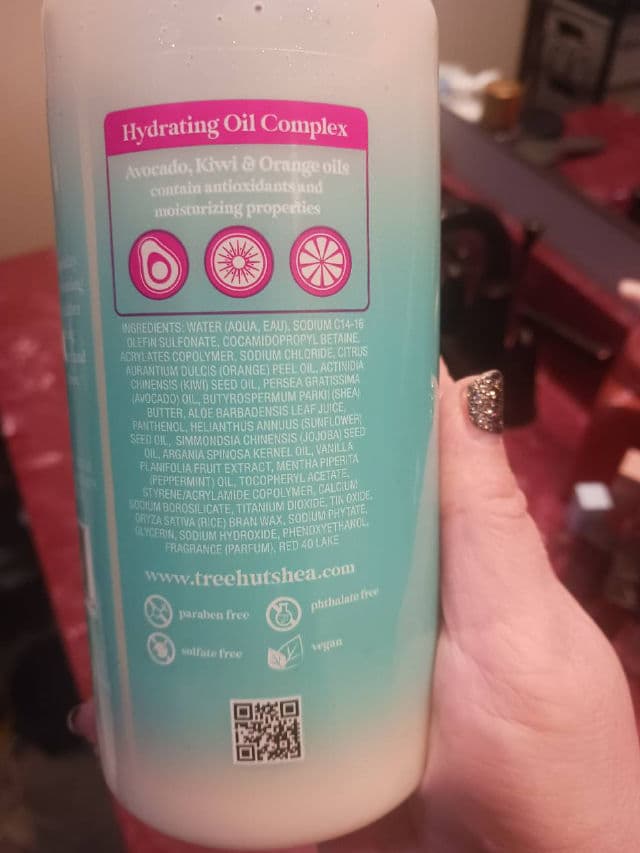 Hydrating Oil Complex
Avocado, Kiwi & Orange oils
contain antioxidants and
moisturizing properties
INGREDIENTS: WATER (AQUA, EAU), SODIUM C14-16
OLEFIN SULFONATE, COCAMIDOPROPYL BETAINE,
ACRYLATES COPOLYMER, SODIUM CHLORIDE, CITRUS
AURANTIUM DULCIS (ORANGE) PEEL OIL, ACTINIDIA
CHINENSIS (KIWI) SEED OIL, PERSEA GRATISSIMA
(AVOCADO) OIL, BUTYROSPERMUM PARKII (SHEA)
BUTTER, ALOE BARBADENSIS LEAF JUICE,
PANTHENOL, HELIANTHUS ANNUUS (SUNFLOWER)
SEED OIL, SIMMONDSIA CHINENSIS (JOJOBA) SEED
OIL, ARGANIA SPINOSA KERNEL OIL, VANILLA
PLANIFOLIA FRUIT EXTRACT, MENTHA PIPERITA
(PEPPERMINT) OIL, TOCOPHERYL ACETATE,
STYRENE/ACRYLAMIDE COPOLYMER, CALCIUM
SODIUM BOROSILICATE, TITANIUM DIOXIDE, TIN OXIDE,
ORYZA SATIVA (RICE) BRAN WAX, SODIUM PHYTATE,
GLYCERIN, SODIUM HYDROXIDE, PHENOXYETHANOL,
FRAGRANCE (PARFUM), RED 40 LAKE
www.treehutshea.com
paraben free
phthalate free
sulfate free
vegan